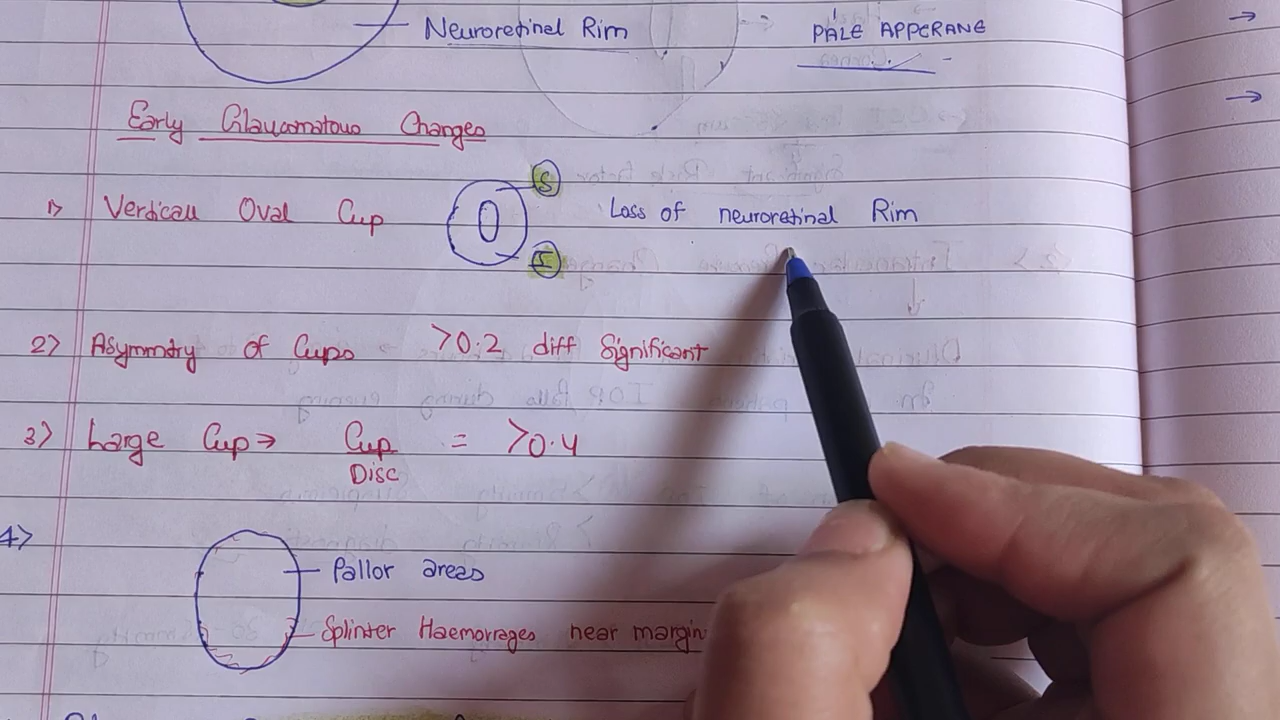 Neuroretinal Rim
PALE APPERANE
→
→
Early Glaucomatous Changes
1> Verticall Oval Cup
S
I
Loss of neuroretinal Rim
2> Asymmtry of Cups >0.2 diff Significant
3> Large Cup → Cup = >0.4
Disc
4>
Pallor areas
Splinter Haemorrages near margin